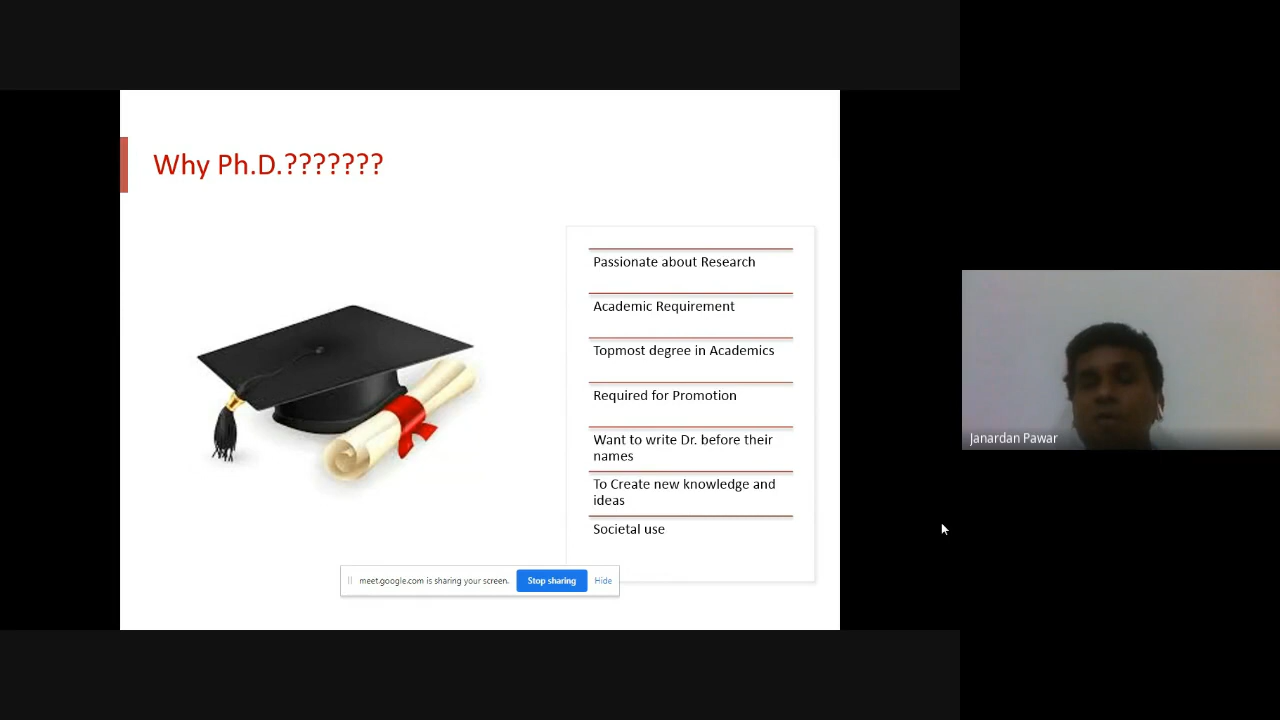 Why Ph.D.???????
Passionate about Research
Academic Requirement
Topmost degree in Academics
Required for Promotion
Want to write Dr. before their
names
To Create new knowledge and
ideas
Societal use
meet.google.com is sharing your screen.
Stop sharing
Hide
Janardan Pawar